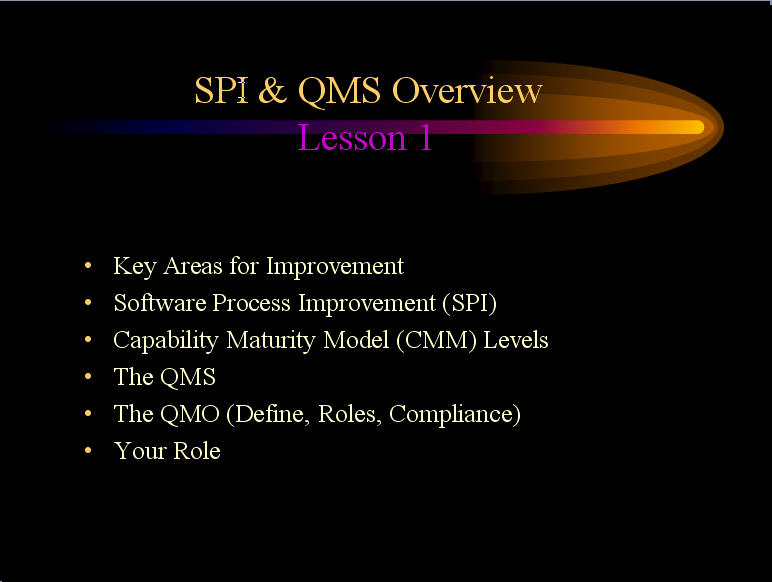 SPI & QMS Overview
Lesson 1
• Key Areas for Improvement
• Software Process Improvement (SPI)
• Capability Maturity Model (CMM) Levels
• The QMS
• The QMO (Define, Roles, Compliance)
• Your Role